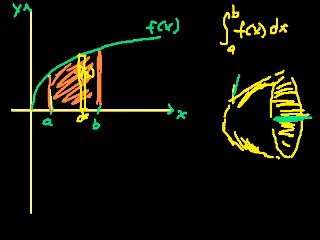 y
f(x)
a
dx
b
x
∫ₐᵇ f(x) dx